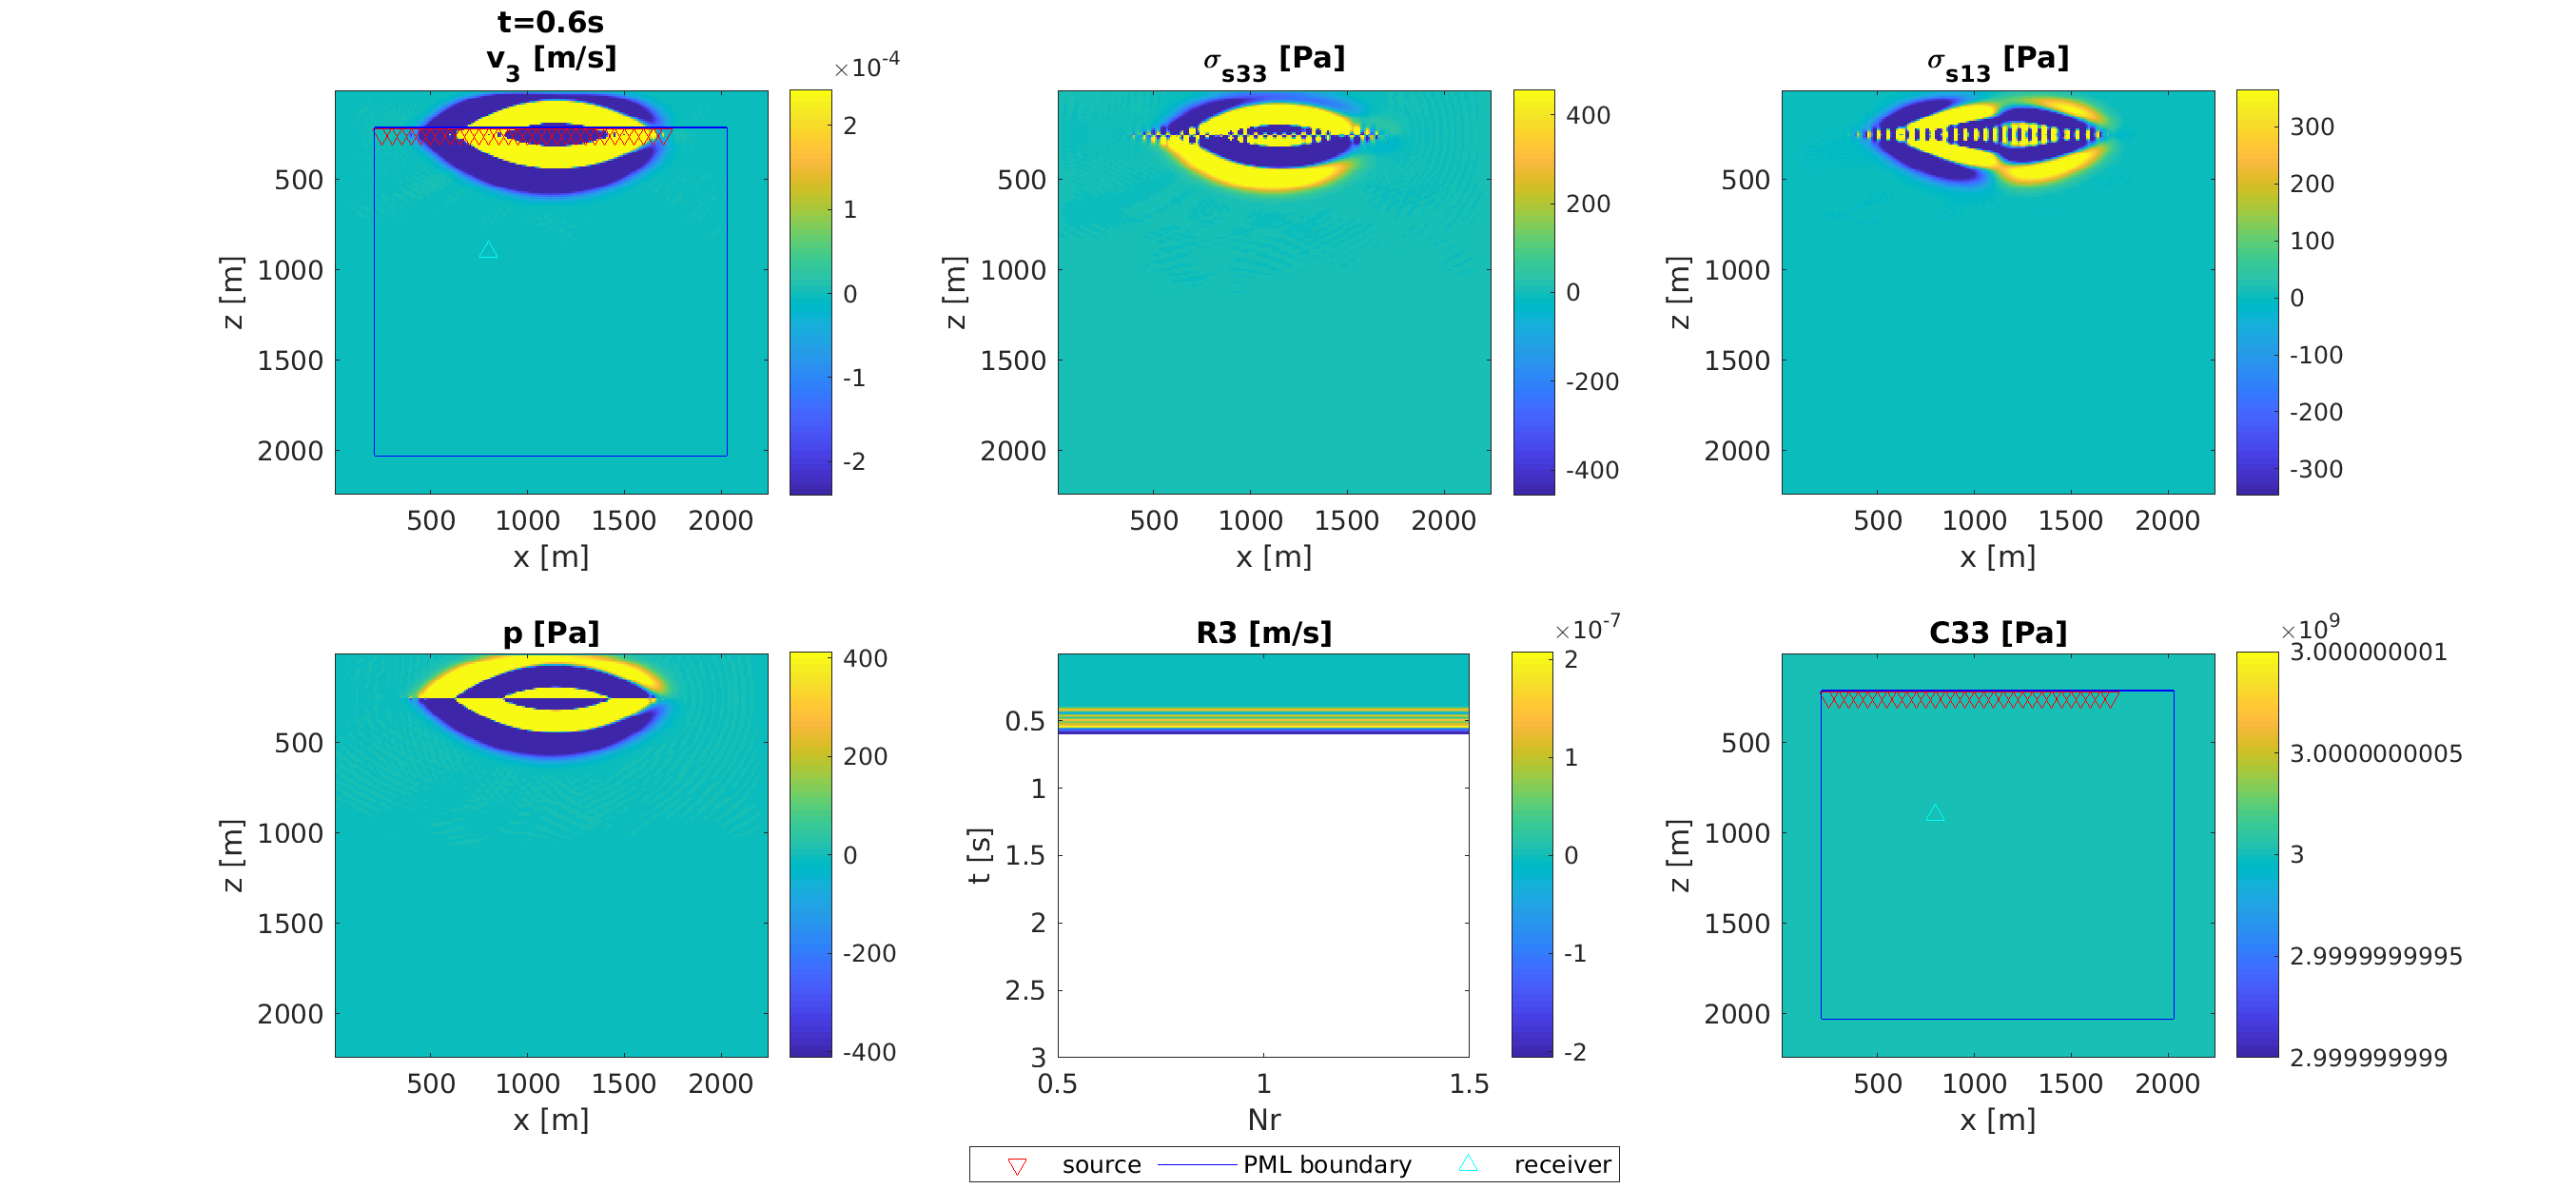 t=0.6s
v3 [m/s]
×10-4
2
1
0
-1
-2
500
1000
1500
2000
z [m]
500 1000 1500 2000
x [m]
σs33 [Pa]
400
200
0
-200
-400
500
1000
1500
2000
z [m]
500 1000 1500 2000
x [m]
σs13 [Pa]
300
200
100
0
-100
-200
-300
500
1000
1500
2000
z [m]
500 1000 1500 2000
x [m]
p [Pa]
400
200
0
-200
-400
500
1000
1500
2000
z [m]
500 1000 1500 2000
x [m]
R3 [m/s]
×10-7
2
1
0
-1
-2
0.5
1
1.5
2
2.5
3
t [s]
0.5 1 1.5
Nr
C33 [Pa]
×109
3.000000001
3.0000000005
3
2.9999999995
2.999999999
500
1000
1500
2000
z [m]
500 1000 1500 2000
x [m]
source PML boundary receiver